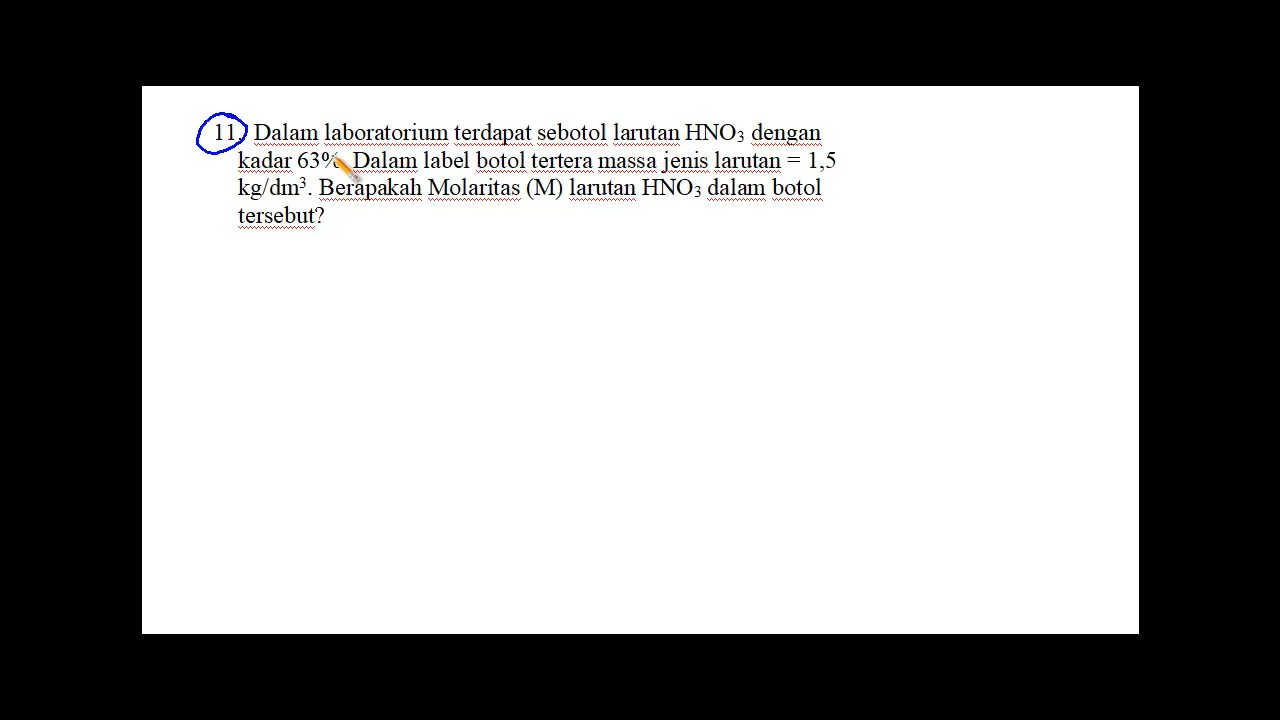 11. Dalam laboratorium terdapat sebotol larutan HNO₃ dengan
kadar 63%. Dalam label botol tertera massa jenis larutan = 1,5
kg/dm³. Berapakah Molaritas (M) larutan HNO₃ dalam botol
tersebut?